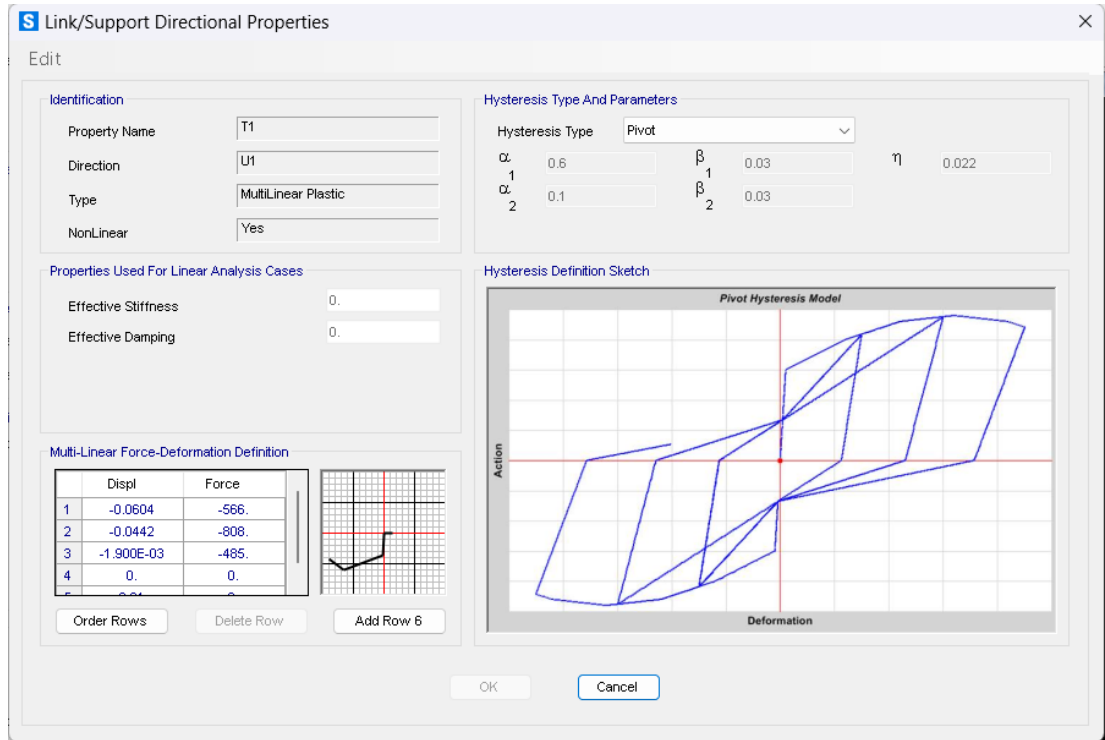 S Link/Support Directional Properties
Edit
Identification
Property Name T1
Direction U1
Type MultiLinear Plastic
NonLinear Yes
Hysteresis Type And Parameters
Hysteresis Type Pivot
α 1 0.6 β 1 0.03 η 0.022
α 2 0.1 β 2 0.03
Properties Used For Linear Analysis Cases
Effective Stiffness 0.
Effective Damping 0.
Hysteresis Definition Sketch
Pivot Hysteresis Model
Action
Deformation
Multi-Linear Force-Deformation Definition
Displ Force
1 -0.0604 -566.
2 -0.0442 -808.
3 -1.900E-03 -485.
4 0. 0.
Order Rows Delete Row Add Row 6
OK Cancel